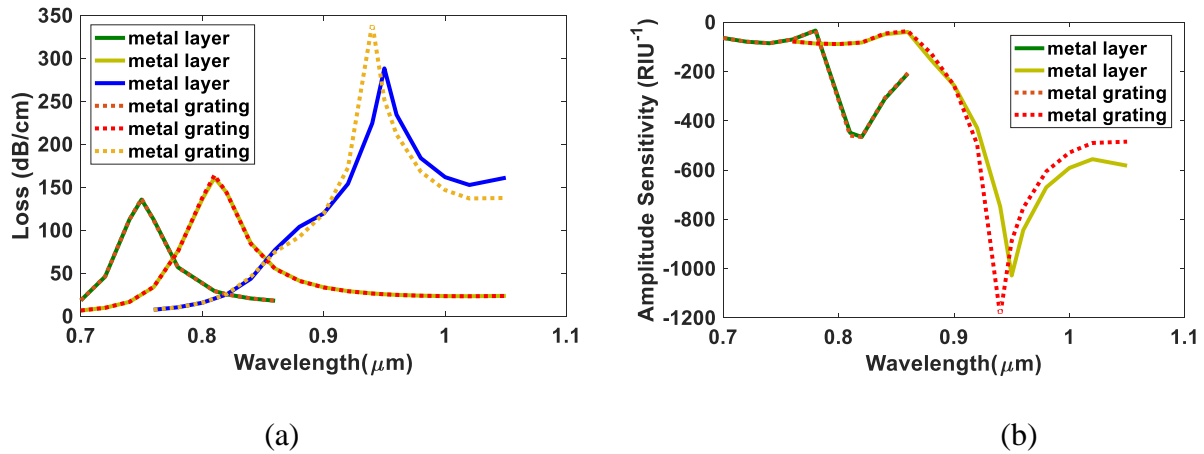 350
300
250
200
150
100
50
0
Loss (dB/cm)
metal layer
metal layer
metal layer
metal grating
metal grating
metal grating
0.7 0.8 0.9 1 1.1
Wavelength(μm)
(a)
0
-200
-400
-600
-800
-1000
-1200
Amplitude Sensitivity (RIU⁻¹)
metal layer
metal layer
metal grating
metal grating
0.7 0.8 0.9 1 1.1
Wavelength(μm)
(b)